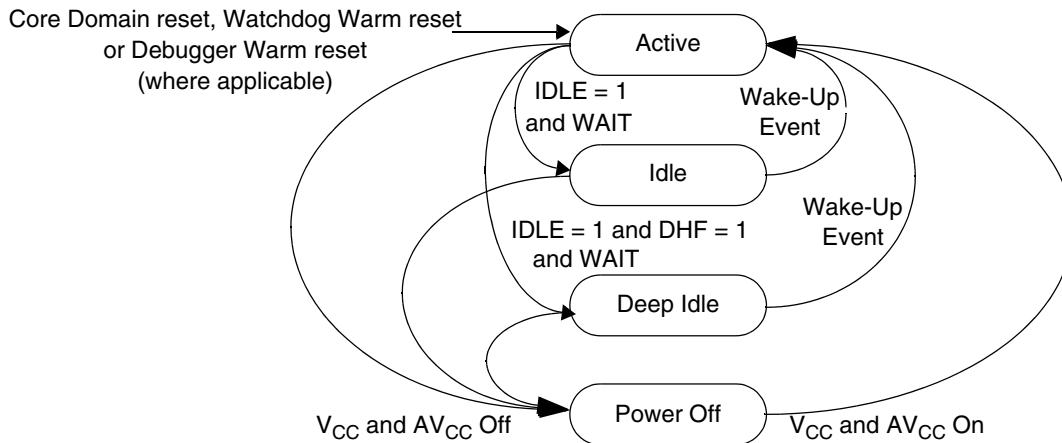 Core Domain reset, Watchdog Warm reset
or Debugger Warm reset
(where applicable)
Active
IDLE = 1
and WAIT
Wake-Up
Event
Idle
Wake-Up
Event
IDLE = 1 and DHF = 1
and WAIT
Deep Idle
Power Off
VCC and AVCC Off
VCC and AVCC On